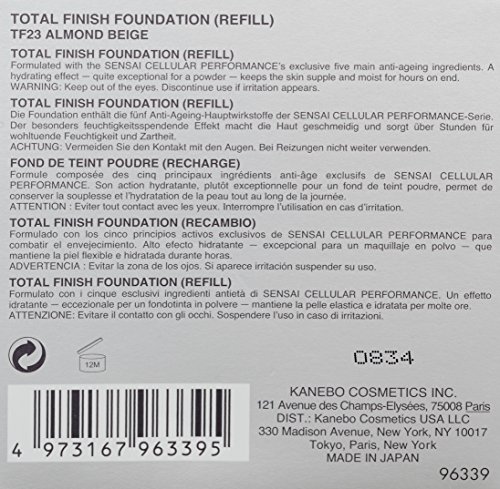 TOTAL FINISH FOUNDATION (REFILL)
TF23 ALMOND BEIGE
TOTAL FINISH FOUNDATION (REFILL)
Formulated with the SENSAI CELLULAR PERFORMANCE's exclusive five main anti-ageing ingredients. A
hydrating effect – quite exceptional for a powder – keeps the skin supple and moist for hours on end.
WARNING: Keep out of the eyes. Discontinue use if irritation appears.
TOTAL FINISH FOUNDATION (REFILL)
Die Foundation enthält die fünf Anti-Ageing-Hauptwirkstoffe der SENSAI CELLULAR PERFORMANCE-Serie.
Der besonders feuchtigkeitsspendende Effekt macht die Haut geschmeidig und sorgt über Stunden für
wohltuende Feuchtigkeit und Zartheit.
ACHTUNG: Vermeiden Sie den Kontakt mit den Augen. Bei Reizungen nicht weiter verwenden.
FOND DE TEINT POUDRE (RECHARGE)
Formule composée des cinq principaux ingrédients anti-âge exclusifs de SENSAI CELLULAR
PERFORMANCE. Son action hydratante, plutôt exceptionnelle pour un fond de teint poudre, permet de
conserver la souplesse et l'hydratation de la peau tout au long de la journée.
ATTENTION : Eviter tout contact avec les yeux. Interrompre l'utilisation en cas d'irritation.
TOTAL FINISH FOUNDATION (RECAMBIO)
Formulado con los cinco principios activos exclusivos de SENSAI CELLULAR PERFORMANCE para
combatir el envejecimiento. Alto efecto hidratante – excepcional para un maquillaje en polvo – que
mantiene la piel flexible e hidratada durante horas.
ADVERTENCIA : Evitar la zona de los ojos. Si aparece irritación suspender su uso.
TOTAL FINISH FOUNDATION (REFILL)
Formulato con i cinque esclusivi ingredienti antietà di SENSAI CELLULAR PERFORMANCE. Un effetto
idratante – eccezionale per un fondotinta in polvere – mantiene la pelle elastica e idratata per molte ore.
ATTENZIONE: Evitare il contatto con gli occhi. Sospendere l'uso in caso di irritazioni.
12M
0834
4 973167 963395
KANEBO COSMETICS INC.
121 Avenue des Champs-Elysées, 75008 Paris
DIST.: Kanebo Cosmetics USA LLC
330 Madison Avenue, New York, NY 10017
Tokyo, Paris, New York
MADE IN JAPAN
96339